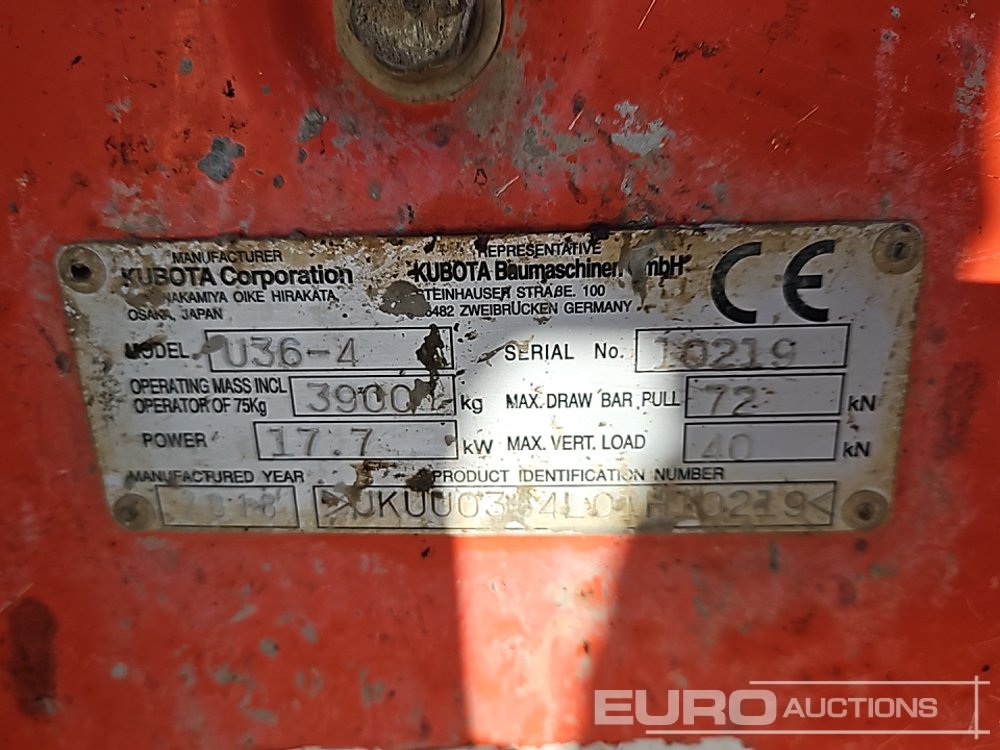 MANUFACTURER
KUBOTA Corporation
NAKAMIYA OIKE HIRAKATA,
OSAKA, JAPAN
REPRESENTATIVE
KUBOTA Baumaschinen GmbH
STEINHAUSER STRAßE. 100
ZWEIBRÜCKEN GERMANY
CE
MODEL U36-4
SERIAL No. 10219
OPERATING MASS INCL
OPERATOR OF 75Kg
3900 kg
MAX. DRAW BAR PULL 72 kN
POWER 17.7 kW
MAX. VERT. LOAD 40 kN
MANUFACTURED YEAR
2018
PRODUCT IDENTIFICATION NUMBER
EURO AUCTIONS